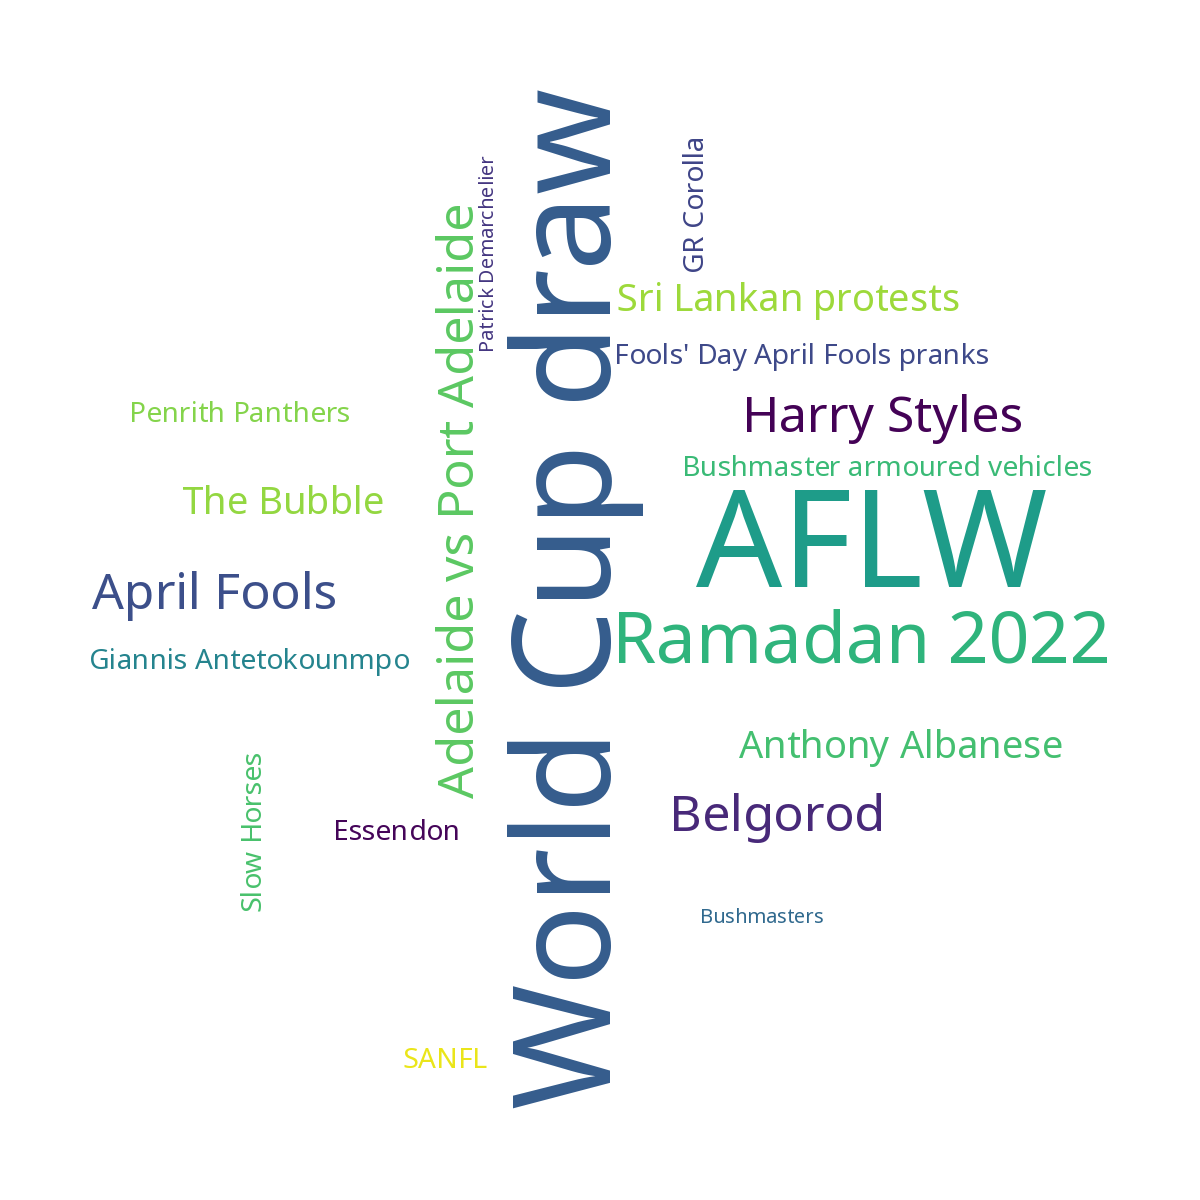 World Cup draw
Adelaide vs Port Adelaide
Patrick Demarchelier
GR Corolla
Sri Lankan protests
Fools' Day April Fools pranks
Penrith Panthers
Harry Styles
Bushmaster armoured vehicles
The Bubble
AFLW
April Fools
Ramadan 2022
Giannis Antetokounmpo
Anthony Albanese
Slow Horses
Belgorod
Essendon
Bushmasters
SANFL